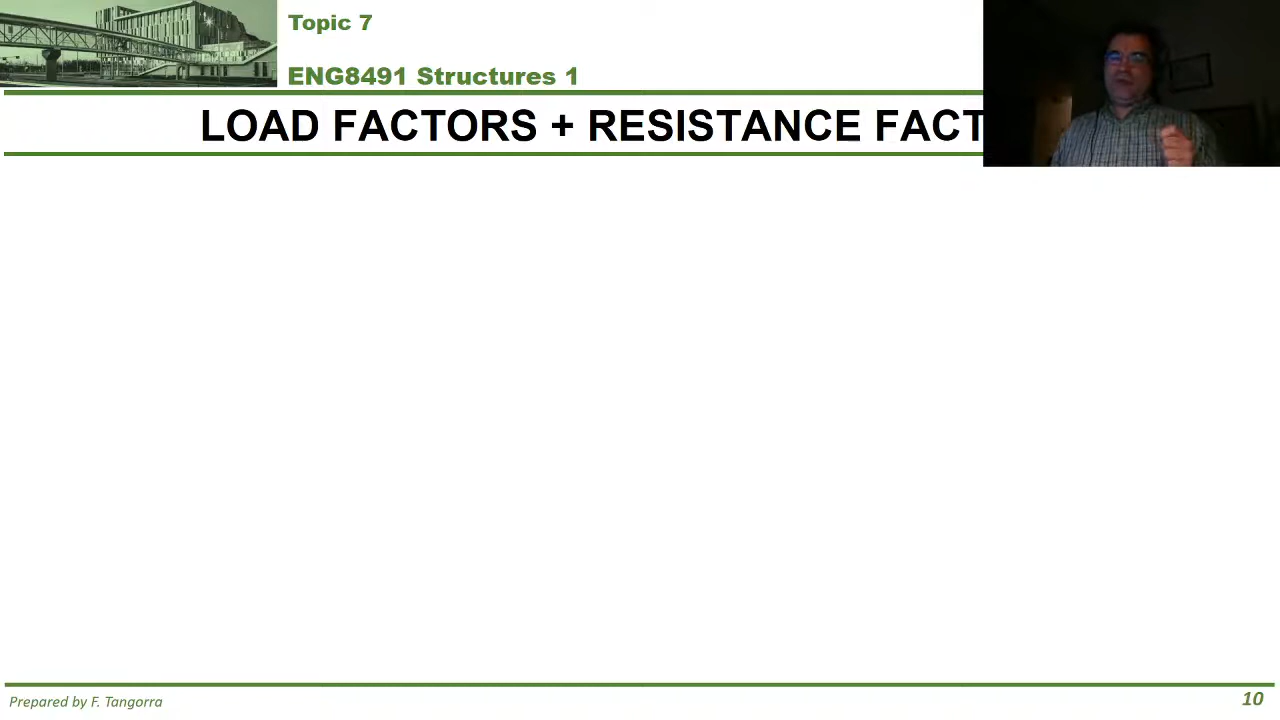 Topic 7
ENG8491 Structures 1
LOAD FACTORS + RESISTANCE FACT
Prepared by F. Tangorra
10